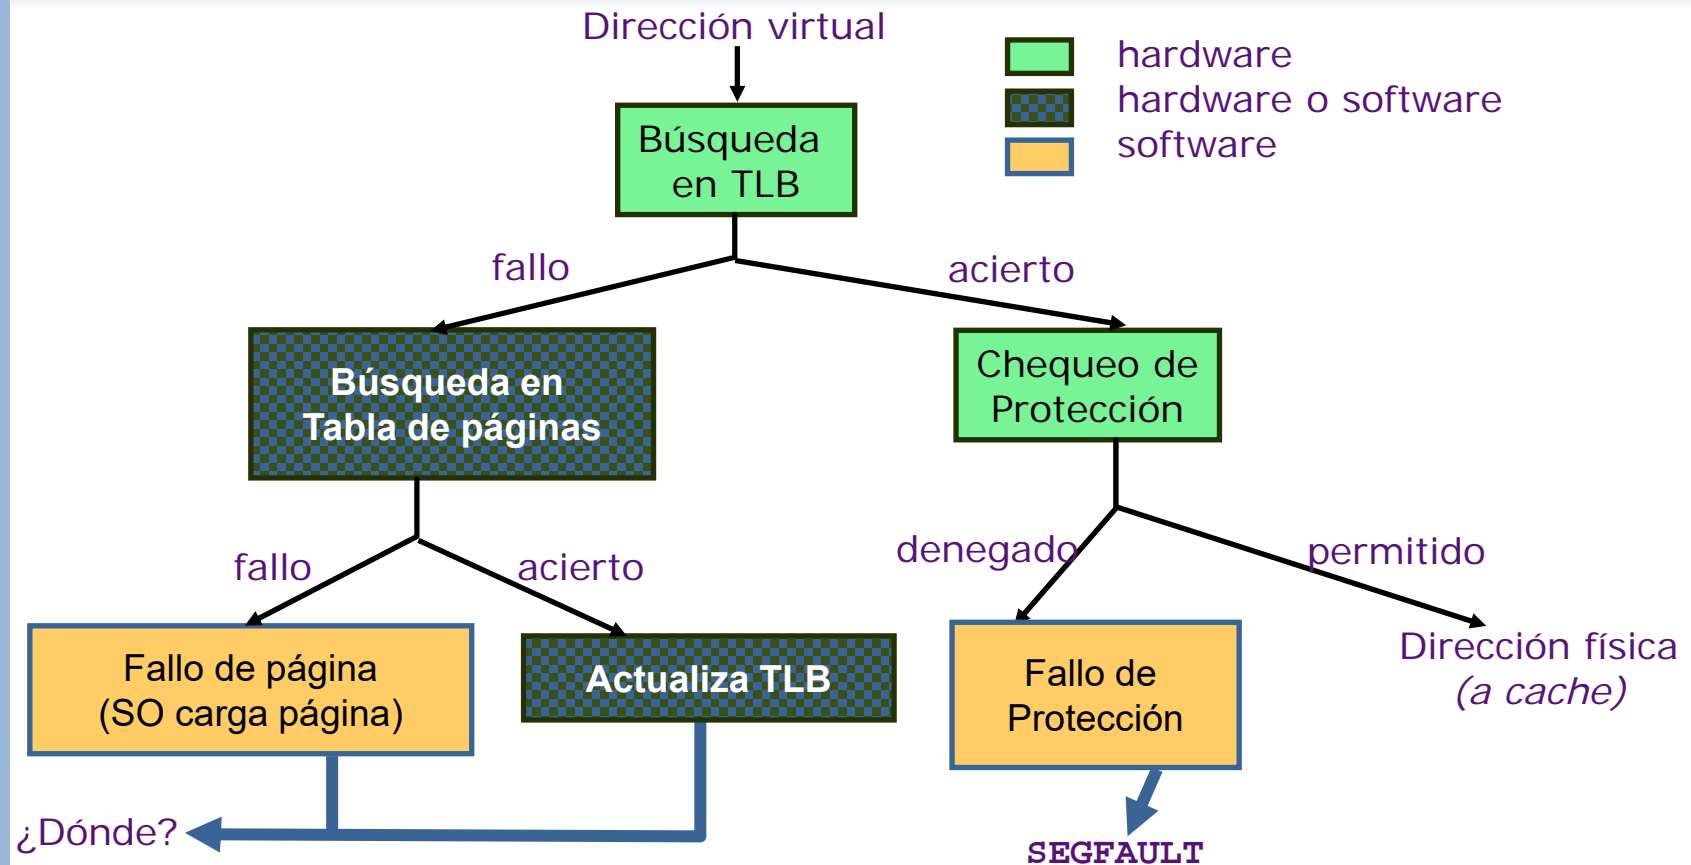 Dirección virtual
hardware
hardware o software
software
Búsqueda
en TLB
fallo
acierto
Búsqueda en
Tabla de páginas
Chequeo de
Protección
fallo
acierto
denegado
permitido
Fallo de página
(SO carga página)
Actualiza TLB
Fallo de
Protección
Dirección física
(a cache)
¿Dónde?
SEGFAULT